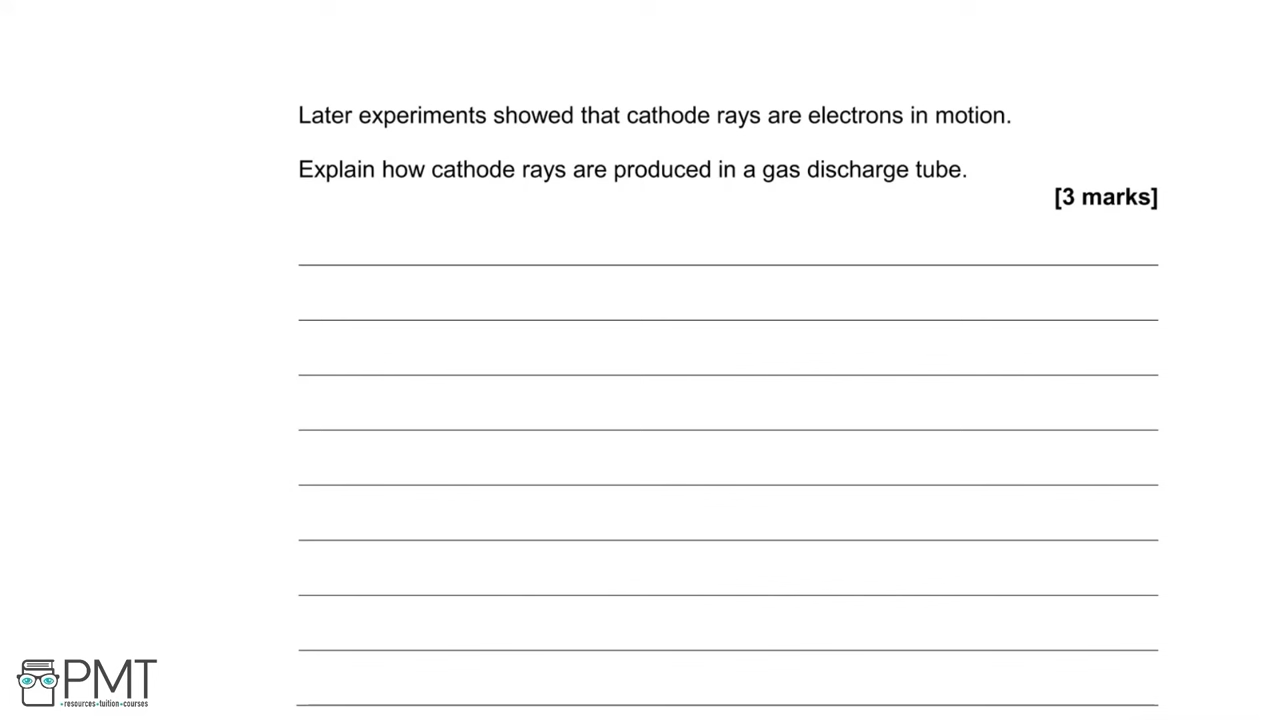 Later experiments showed that cathode rays are electrons in motion.
Explain how cathode rays are produced in a gas discharge tube.
[3 marks]
PMT
•resources•tuition•courses